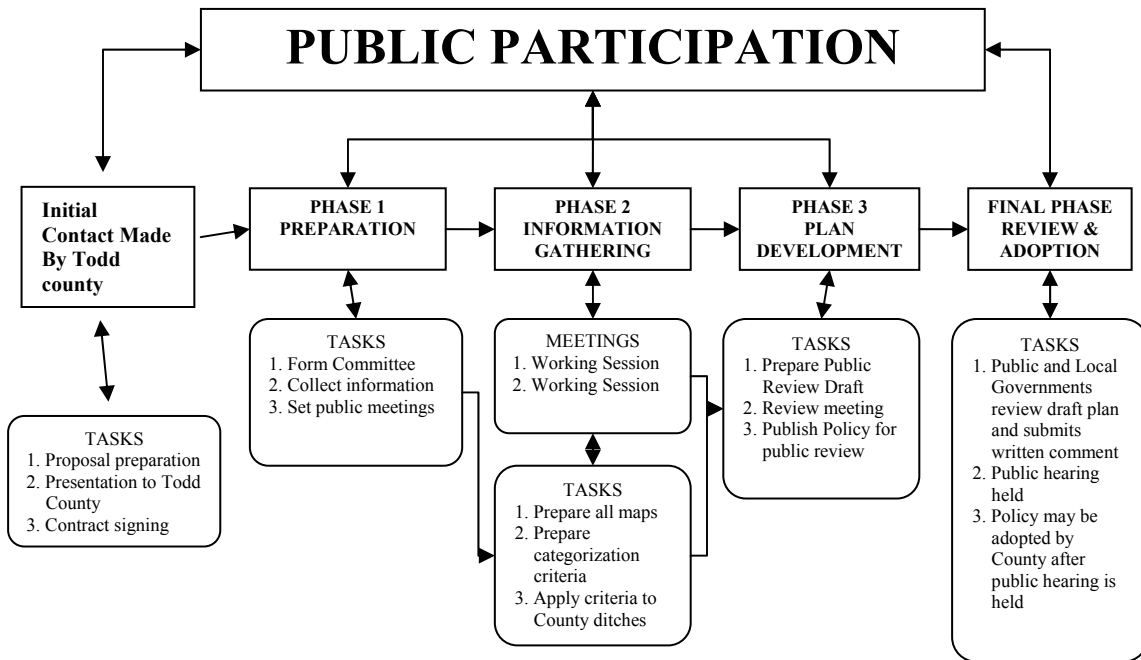 PUBLIC PARTICIPATION
Initial
Contact Made
By Todd
county
PHASE 1
PREPARATION
PHASE 2
INFORMATION
GATHERING
PHASE 3
PLAN
DEVELOPMENT
FINAL PHASE
REVIEW &
ADOPTION
TASKS
1. Proposal preparation
2. Presentation to Todd
County
3. Contract signing
TASKS
1. Form Committee
2. Collect information
3. Set public meetings
MEETINGS
1. Working Session
2. Working Session
TASKS
1. Prepare all maps
2. Prepare
categorization
criteria
3. Apply criteria to
County ditches
TASKS
1. Prepare Public
Review Draft
2. Review meeting
3. Publish Policy for
public review
TASKS
1. Public and Local
Governments
review draft plan
and submits
written comment
2. Public hearing
held
3. Policy may be
adopted by
County after
public hearing is
held